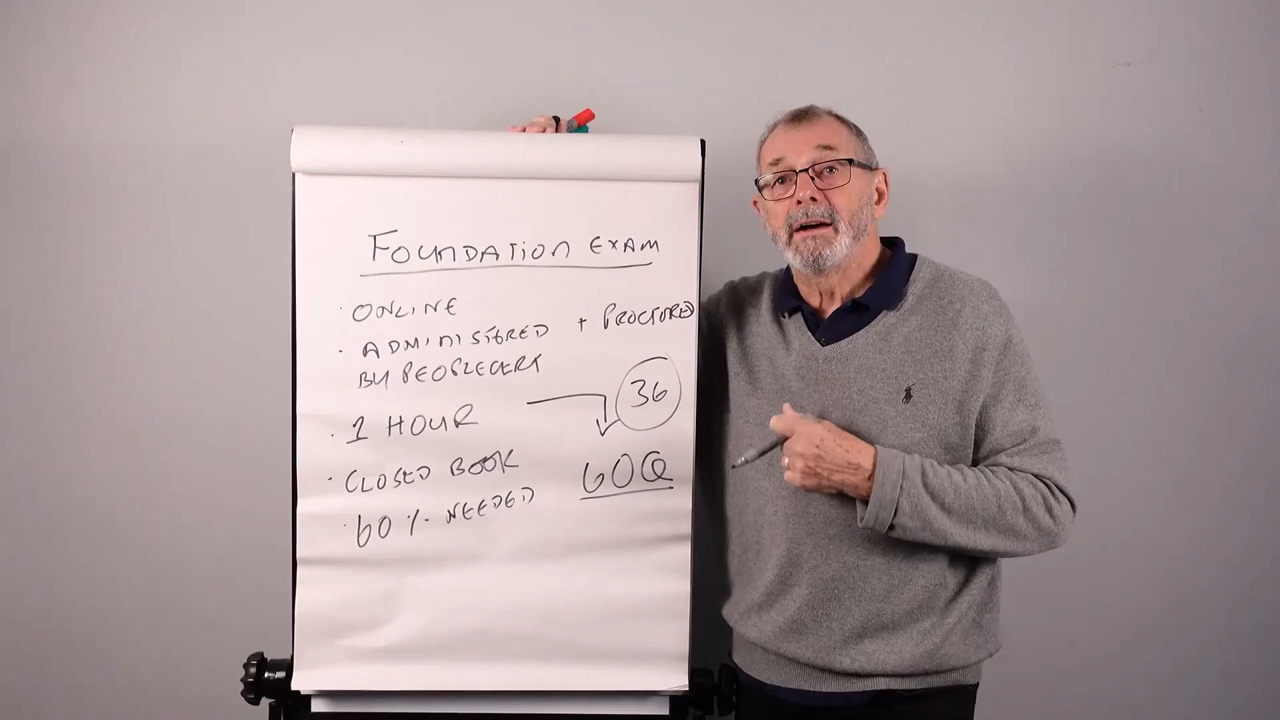 FOUNDATION EXAM
· ONLINE
· ADMINISTERED + PROCTORED
BY PEOPLECERT
· 1 HOUR
36
· CLOSED BOOK
60Q
· 60% NEEDED